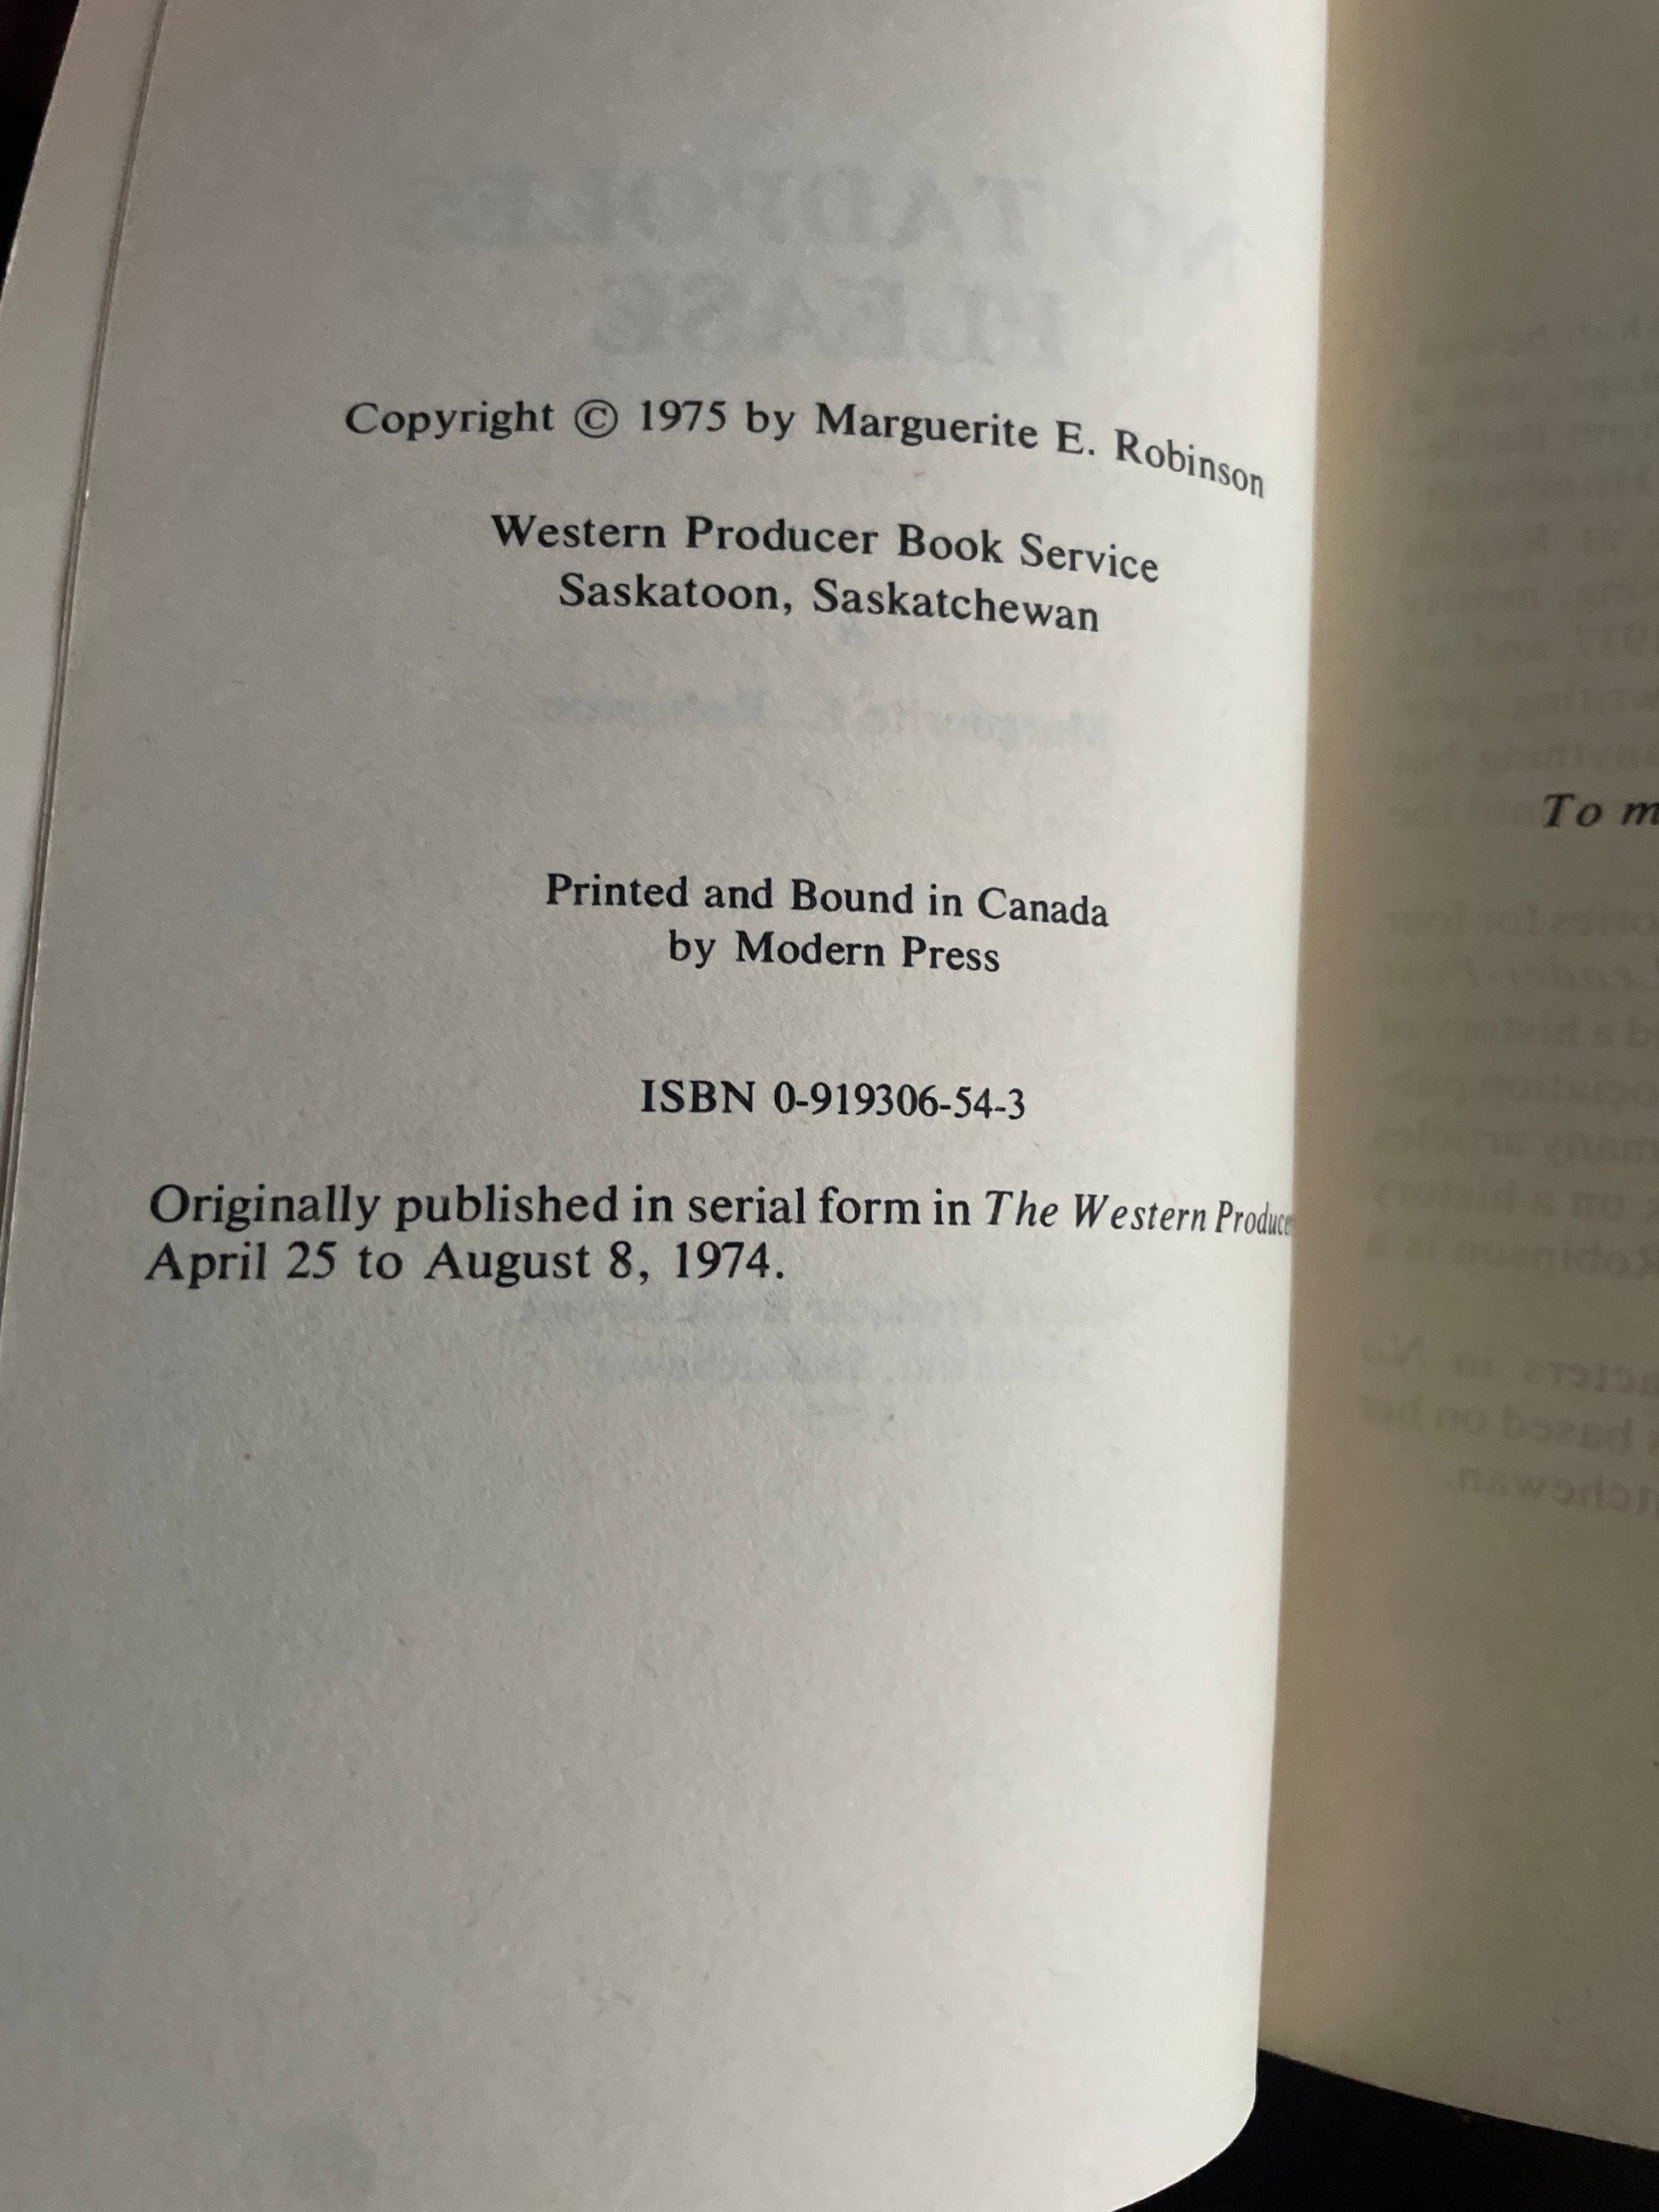 Copyright © 1975 by Marguerite E. Robinson
Western Producer Book Service
Saskatoon, Saskatchewan
Printed and Bound in Canada
by Modern Press
ISBN 0-919306-54-3
Originally published in serial form in The Western Produce
April 25 to August 8, 1974.
To m